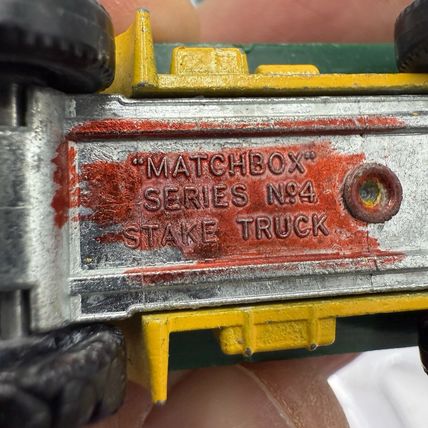 "MATCHBOX"
SERIES Nº4
STAKE TRUCK